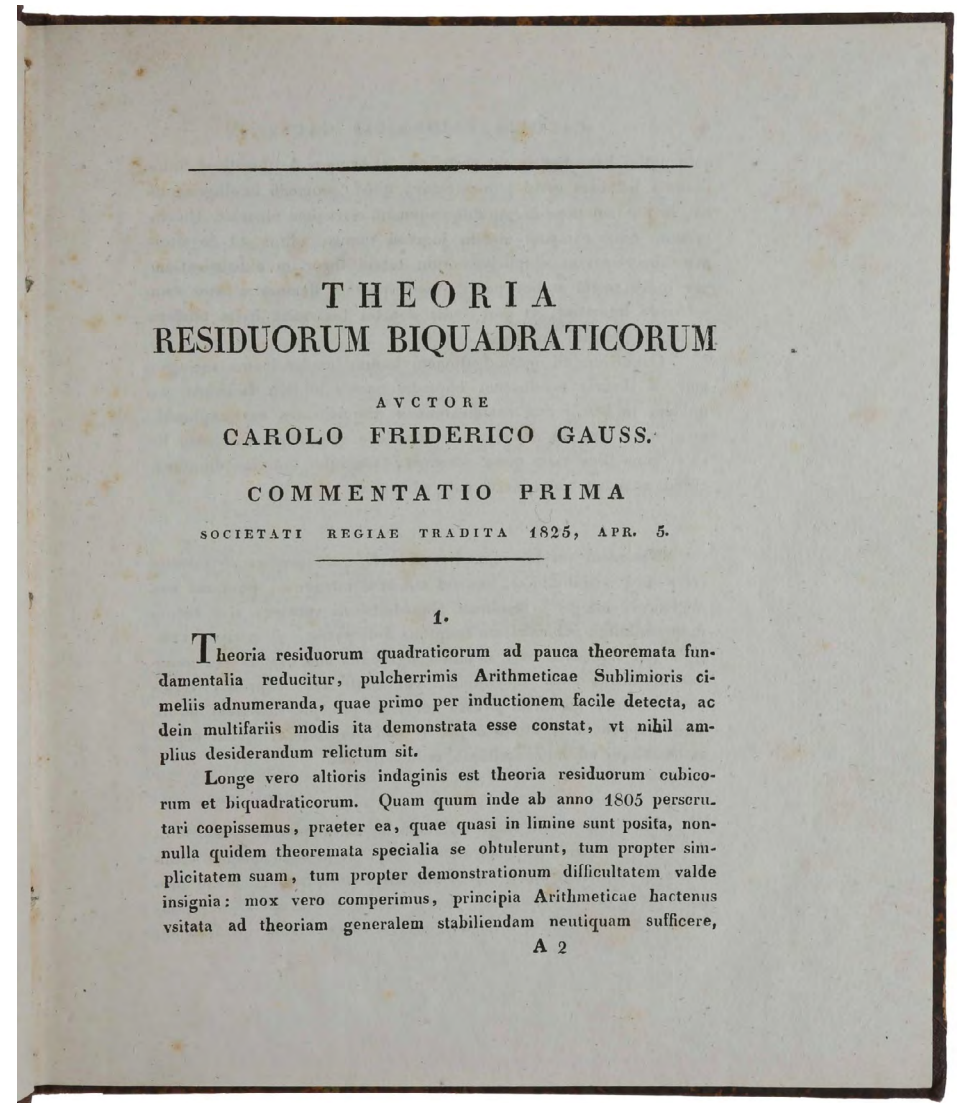 THEORIA
RESIDUORUM BIQUADRATICORUM
AVCTORE
CAROLO FRIDERICO GAUSS.
COMMENTATIO PRIMA
SOCIETATI REGIAE TRADITA 1825, APR. 5.
1.
Theoria residuorum quadraticorum ad pauca theoremata fun-
damentalia reducitur, pulcherrimis Arithmeticae Sublimioris ci-
meliis adnumeranda, quae primo per inductionem facile detecta, ac
dein multifariis modis ita demonstrata esse constat, vt nihil am-
plius desiderandum relictum sit.
Longe vero altioris indaginis est theoria residuorum cubico-
rum et biquadraticorum. Quam quum inde ab anno 1805 perscru-
tari coepissemus, praeter ea, quae quasi in limine sunt posita, non-
nulla quidem theoremata specialia se obtulerunt, tum propter sim-
plicitatem suam, tum propter demonstrationum difficultatem valde
insignia: mox vero comperimus, principia Arithmeticae hactenus
vsitata ad theoriam generalem stabiliendam neutiquam sufficere,
A 2